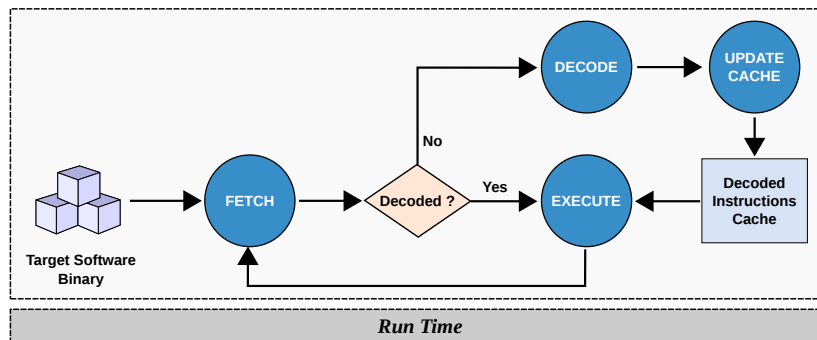 DECODE
UPDATE
CACHE
No
Target Software
Binary
FETCH
Decoded ?
Yes
EXECUTE
Decoded
Instructions
Cache
Run Time